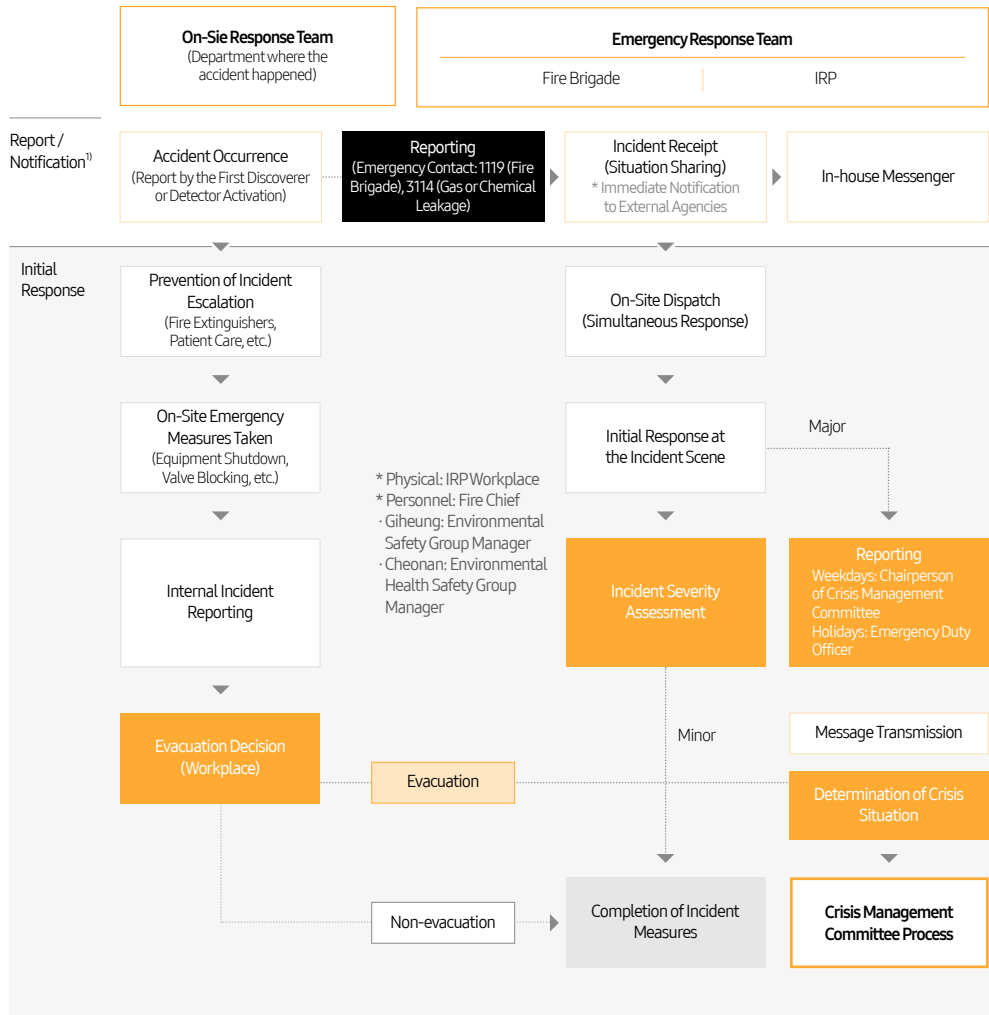 On-Sie Response Team
(Department where the
accident happened)
Emergency Response Team
Fire Brigade
IRP
Report /
Notification1)
Accident Occurrence
(Report by the First Discoverer
or Detector Activation)
Reporting
(Emergency Contact: 1119 (Fire
Brigade), 3114 (Gas or Chemical
Leakage)
Incident Receipt
(Situation Sharing)
* Immediate Notification
to External Agencies
In-house Messenger
Initial
Response
Prevention of Incident
Escalation
(Fire Extinguishers,
Patient Care, etc.)
On-Site Dispatch
(Simultaneous Response)
On-Site Emergency
Measures Taken
(Equipment Shutdown,
Valve Blocking, etc.)
Initial Response at
the Incident Scene
Major
* Physical: IRP Workplace
* Personnel: Fire Chief
· Giheung: Environmental
Safety Group Manager
· Cheonan: Environmental
Health Safety Group
Manager
Internal Incident
Reporting
Incident Severity
Assessment
Reporting
Weekdays: Chairperson
of Crisis Management
Committee
Holidays: Emergency Duty
Officer
Evacuation Decision
(Workplace)
Minor
Message Transmission
Evacuation
Determination of Crisis
Situation
Non-evacuation
Completion of Incident
Measures
Crisis Management
Committee Process